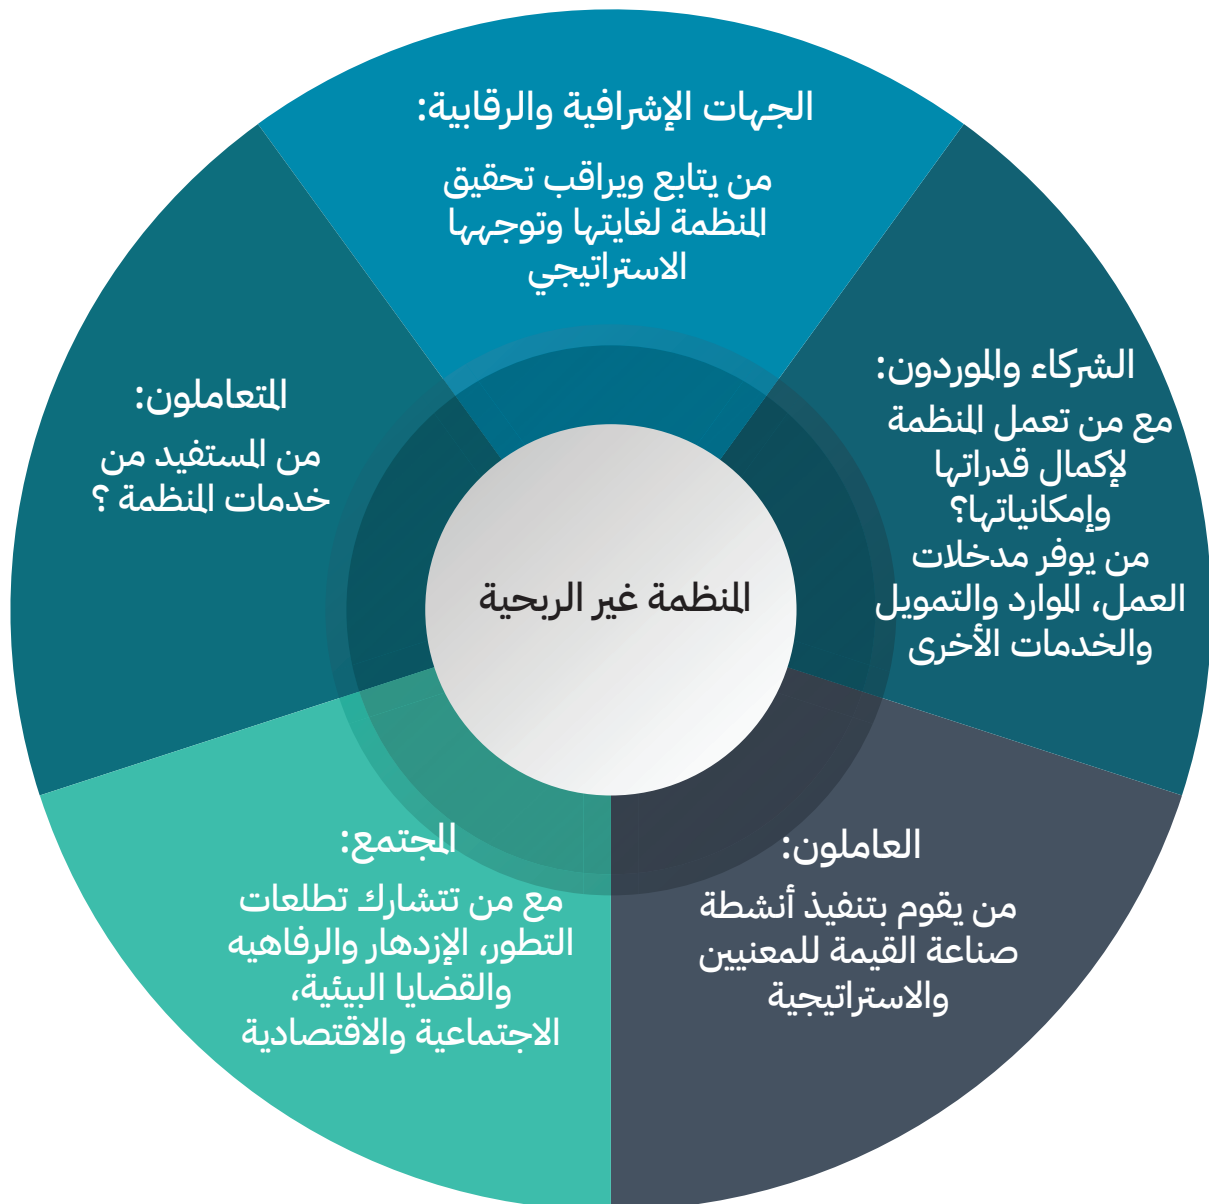 الجهات الإشرافية والرقابية:
من يتابع ويراقب تحقيق
المنظمة لغايتها وتوجهها
الاستراتيجي
الشركاء والموردون:
مع من تعمل المنظمة
لإكمال قدراتها
وإمكانياتها؟
من يوفر مدخلات
العمل، الموارد والتمويل
والخدمات الأخرى
المتعاملون:
من المستفيد من
خدمات المنظمة ؟
المنظمة غير الربحية
العاملون:
من يقوم بتنفيذ أنشطة
صناعة القيمة للمعنيين
والاستراتيجية
المجتمع:
مع من تتشارك تطلعات
التطور، الإزدهار والرفاهيه
والقضايا البيئية،
الاجتماعية والاقتصادية